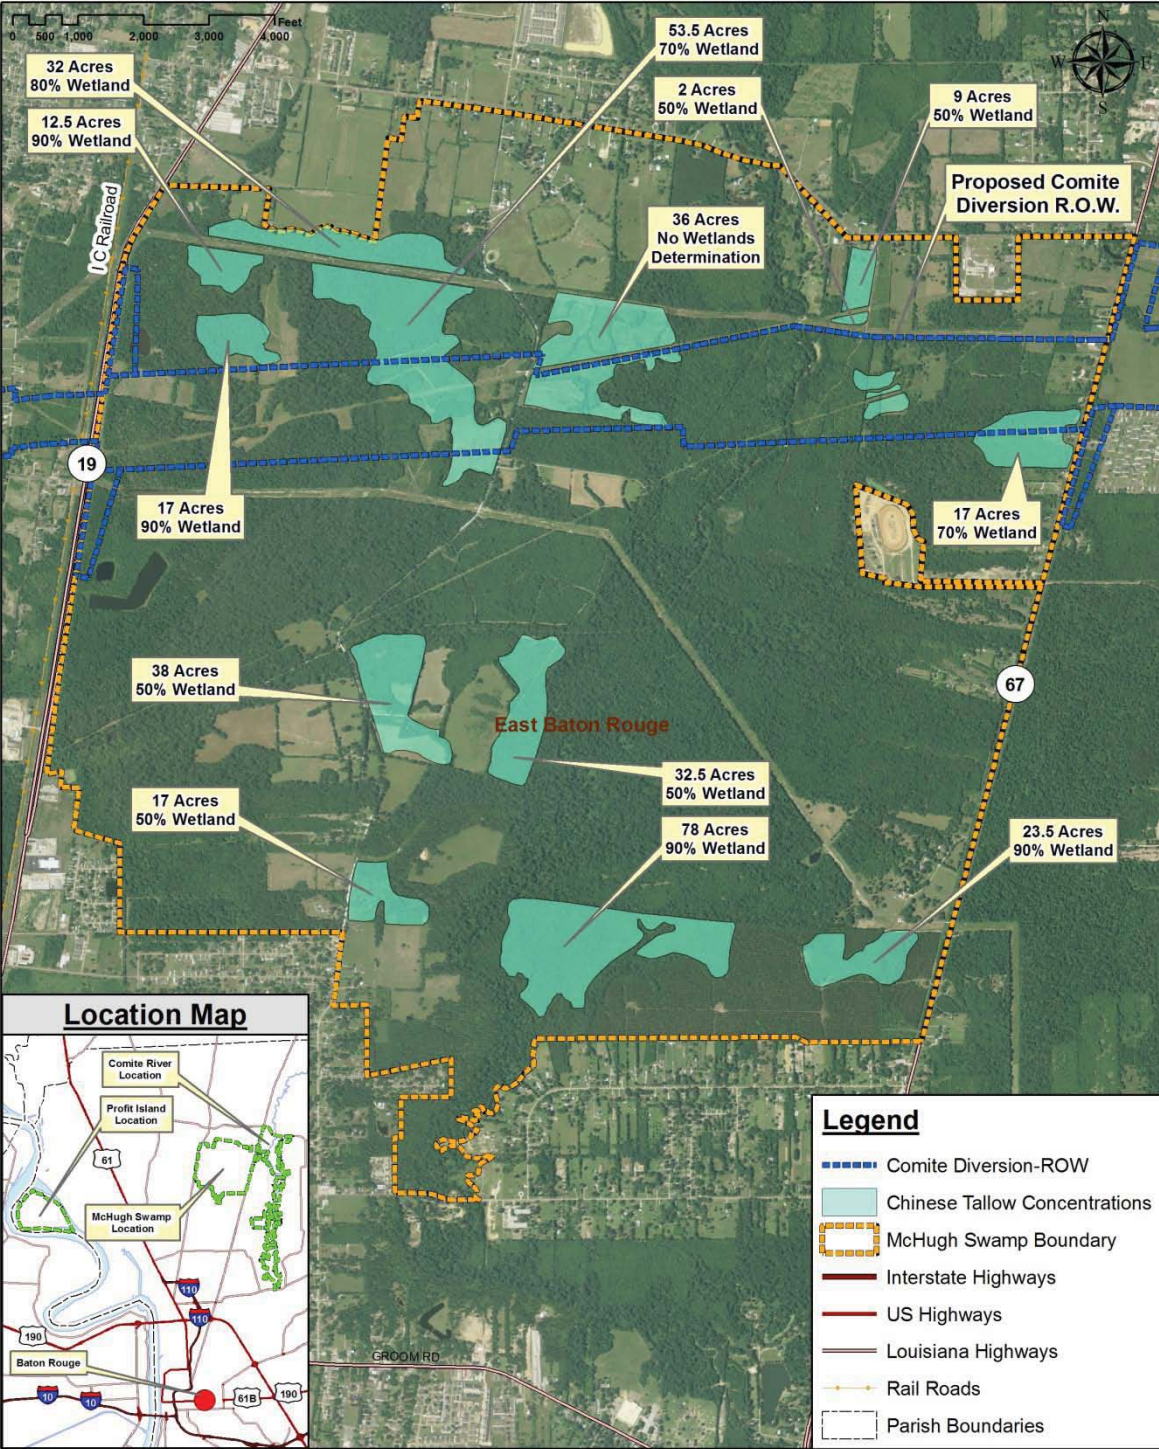 Feet
0 500 1,000 2,000 3,000 4,000
N
W E
S
53.5 Acres
70% Wetland
32 Acres
80% Wetland
2 Acres
50% Wetland
9 Acres
50% Wetland
12.5 Acres
90% Wetland
Proposed Comite
Diversion R.O.W.
I C Railroad
36 Acres
No Wetlands
Determination
19
17 Acres
90% Wetland
17 Acres
70% Wetland
38 Acres
50% Wetland
67
East Baton Rouge
32.5 Acres
50% Wetland
17 Acres
50% Wetland
78 Acres
90% Wetland
23.5 Acres
90% Wetland
Location Map
Comite River
Location
Profit Island
Location
61
McHugh Swamp
Location
110
110
190
Baton Rouge
10
10
61B
190
GROOM RD
Legend
Comite Diversion-ROW
Chinese Tallow Concentrations
McHugh Swamp Boundary
Interstate Highways
US Highways
Louisiana Highways
Rail Roads
Parish Boundaries